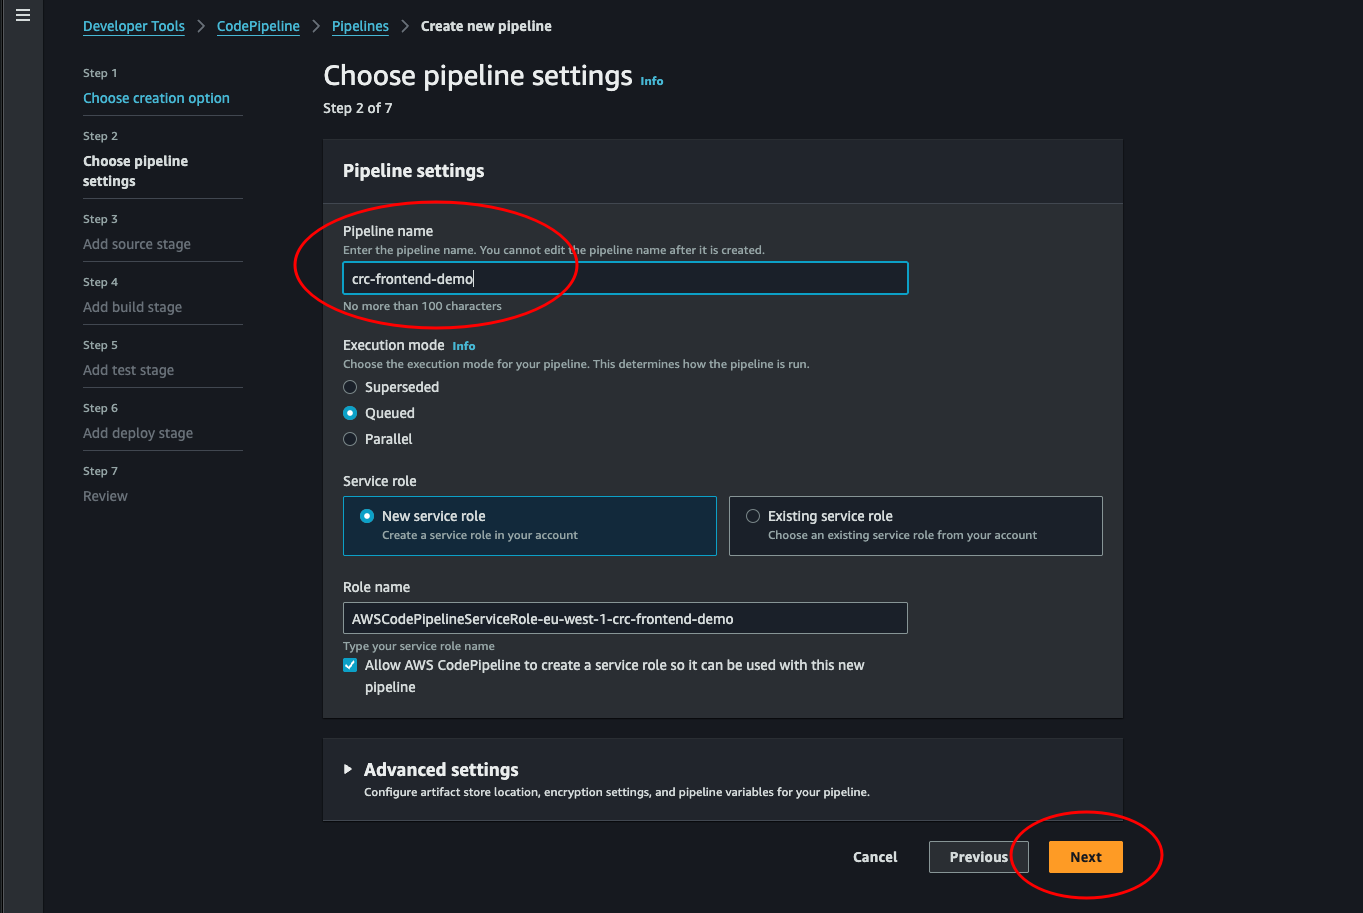 Developer Tools > CodePipeline > Pipelines > Create new pipeline
Step 1
Choose creation option
Step 2
Choose pipeline
settings
Step 3
Add source stage
Step 4
Add build stage
Step 5
Add test stage
Step 6
Add deploy stage
Step 7
Review
Choose pipeline settings Info
Step 2 of 7
Pipeline settings
Pipeline name
Enter the pipeline name. You cannot edit the pipeline name after it is created.
crc-frontend-demo
No more than 100 characters
Execution mode Info
Choose the execution mode for your pipeline. This determines how the pipeline is run.
Superseded
Queued
Parallel
Service role
New service role
Create a service role in your account
Existing service role
Choose an existing service role from your account
Role name
AWSCodePipelineServiceRole-eu-west-1-crc-frontend-demo
Type your service role name
Allow AWS CodePipeline to create a service role so it can be used with this new
pipeline
Advanced settings
Configure artifact store location, encryption settings, and pipeline variables for your pipeline.
Cancel Previous Next